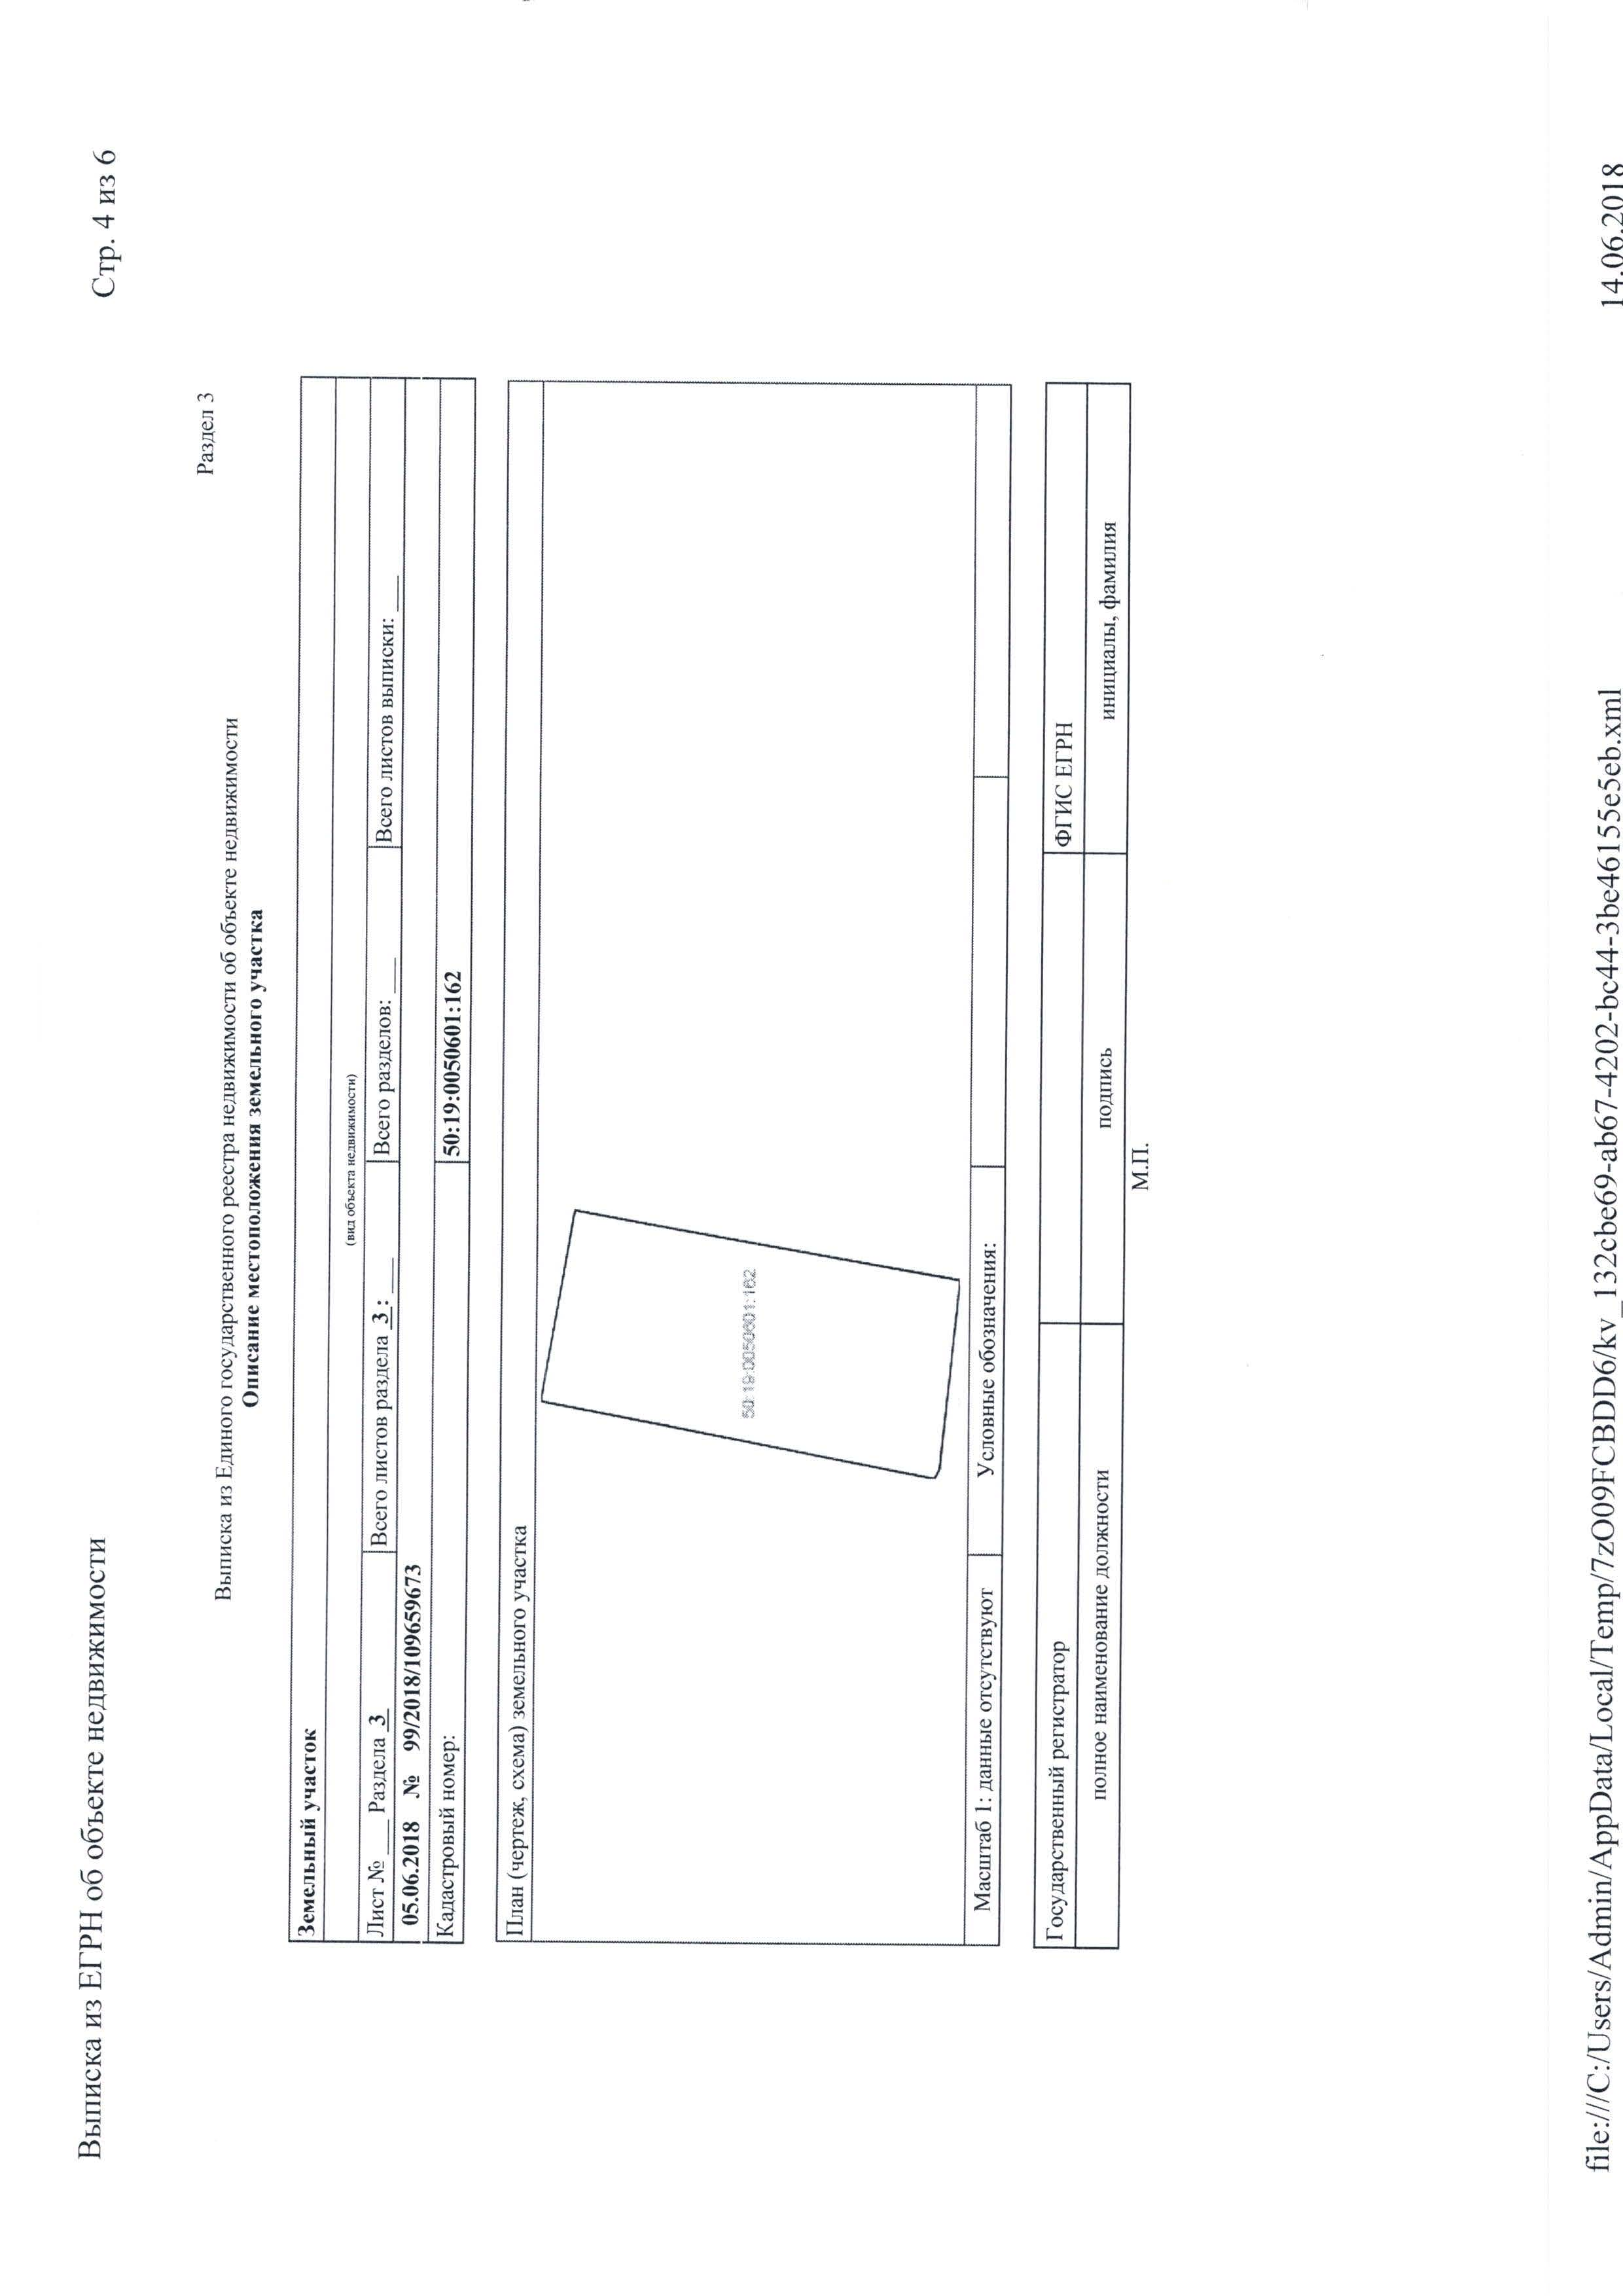 Выписка из ЕГРН об объекте недвижимости
Стр. 4 из 6
Раздел 3
Выписка из Единого государственного реестра недвижимости об объекте недвижимости
Описание местоположения земельного участка
Земельный участок
(вид объекта недвижимости)
Лист № ___ Раздела 3
Всего листов раздела 3 : ___
Всего разделов: ___
Всего листов выписки: ___
05.06.2018 № 99/2018/109659673
Кадастровый номер:
50:19:0050601:162
План (чертеж, схема) земельного участка
50:19:0050601:162
Масштаб 1: данные отсутствуют
Условные обозначения:
Государственный регистратор
ФГИС ЕГРН
полное наименование должности
подпись
инициалы, фамилия
М.П.
file:///C:/Users/Admin/AppData/Local/Temp/7zO09FCBDD6/kv_132cbe69-ab67-4202-bc44-3be46155e5eb.xml
14.06.2018